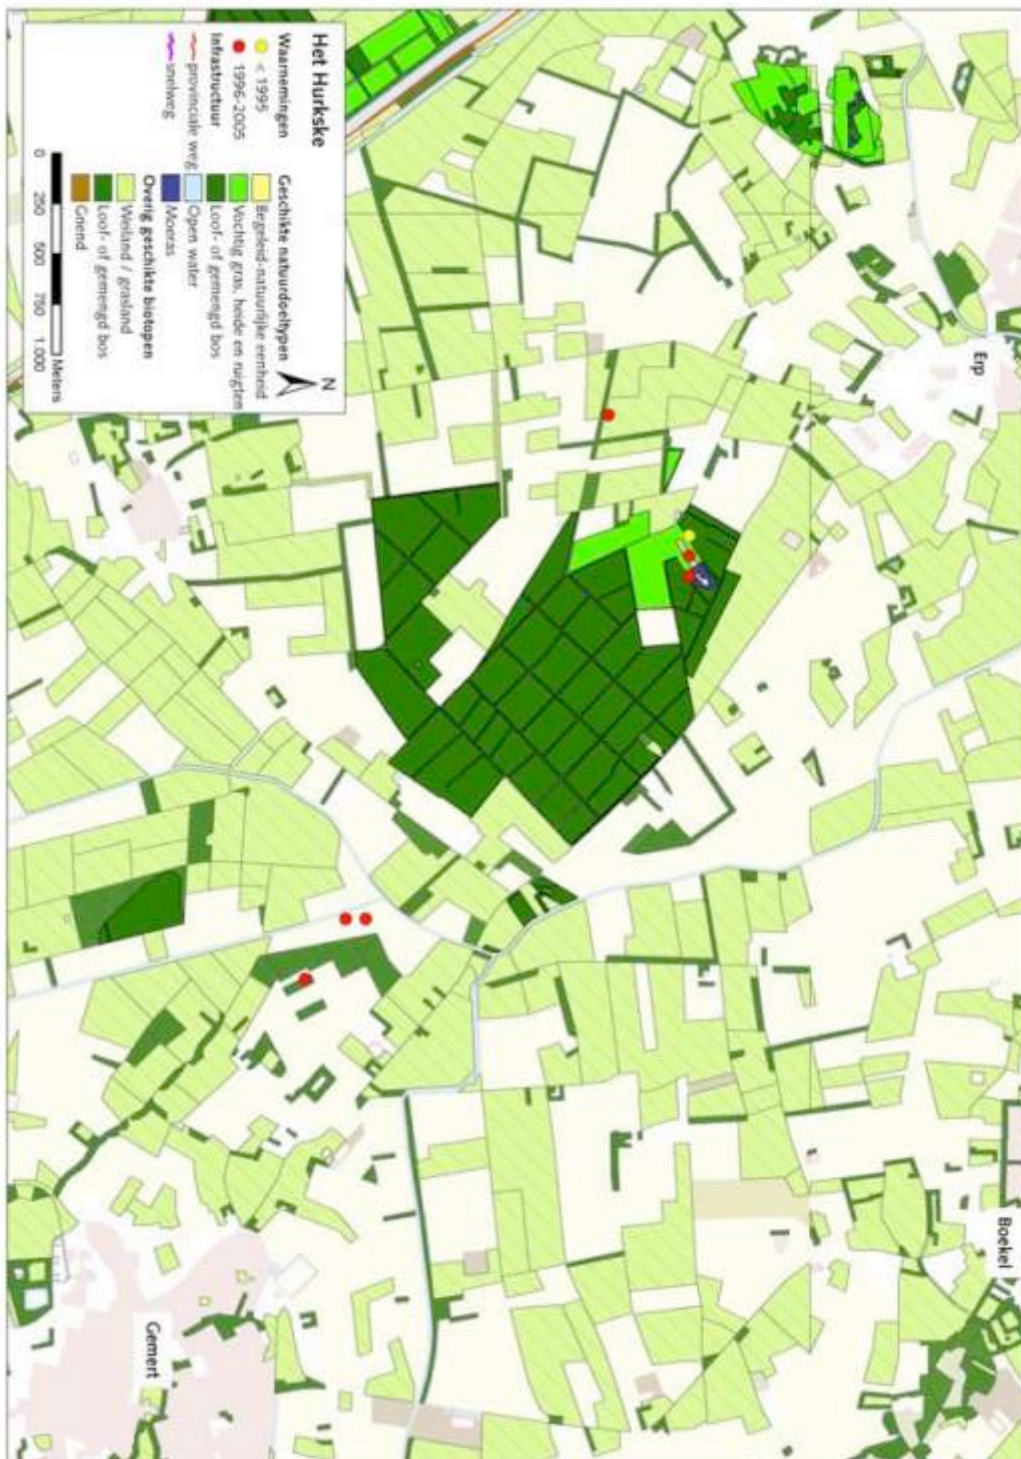 Het Hurkske
Waarnemingen
< 1995
1996-2005
Infrastructuur
provinciale weg
snelweg
Geschikte natuurdoeltypen
Begeleid-natuurlijke eenheid
Vochtig gras, heide en ruigten
Loof- of gemengd bos
Open water
Moeras
Overig geschikte biotopen
Weiland / grasland
Loof- of gemengd bos
Griend
N
0 250 500 750 1.000
Meters
Erp
Boekel
Gemert